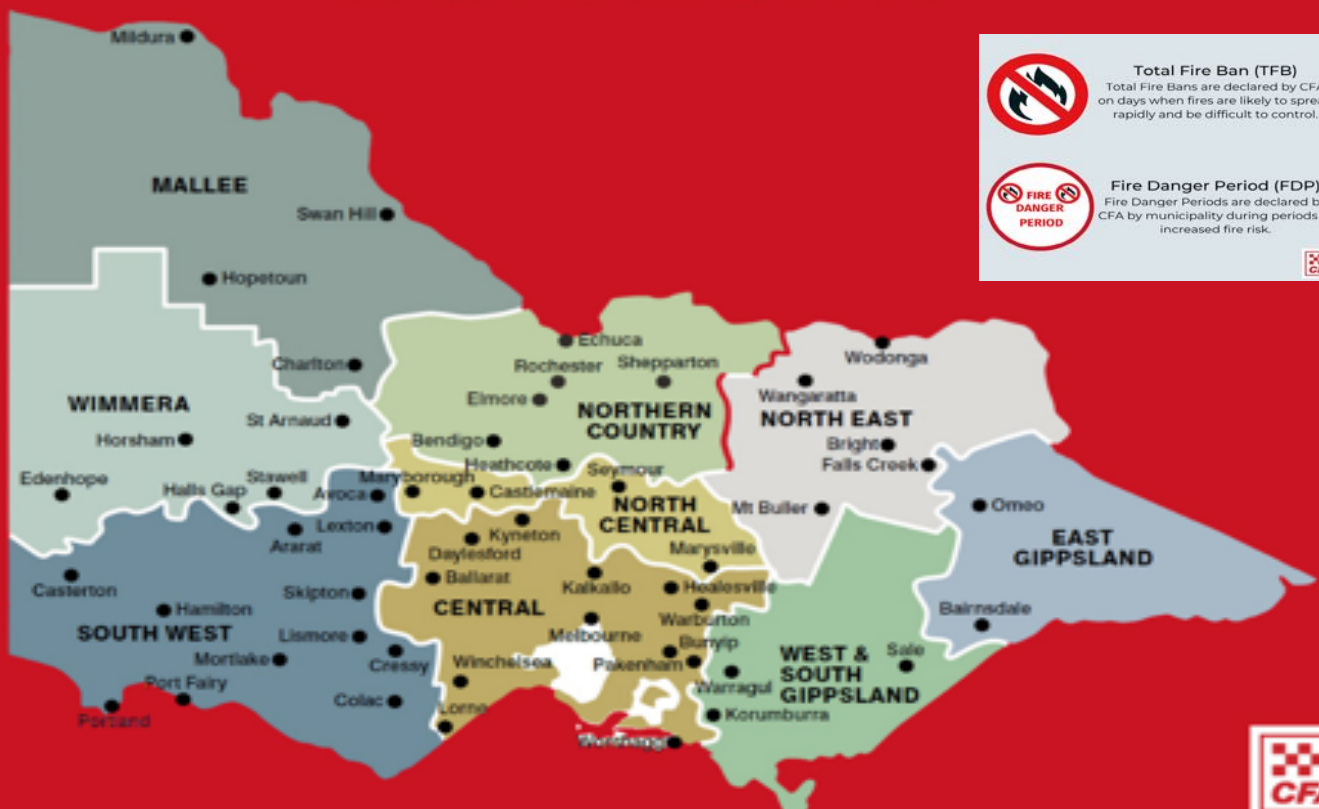 Mildura
Total Fire Ban (TFB)
Total Fire Bans are declared by CFA
on days when fires are likely to
rapidly and be difficult to control.
MALLEE
Fire Danger Period (FDP)
Fire Danger Periods are declared
CFA by municipality during periods
increased fire risk.
FIRE
DANGER
PERIOD
Swan Hill
Hopetoun
Echuca
Rochester
Shepparton
Wodonga
Charlton
Elmore
Wangaratta
WIMMERA
NORTHERN
COUNTRY
NORTH EAST
St Arnaud
Horsham
Bendigo
Bright
Heathcote
Seymour
Falls Creek
Edenhope
Stawell
Halls Gap
Avoca
Maryborough
Castlemaine
NORTH
CENTRAL
Mt Buller
Omeo
Lexton
Ararat
Kyneton
Daylesford
EAST
GIPPSLAND
Marysville
Casterton
Ballarat
Kalkallo
Healesville
Skipton
Hamilton
CENTRAL
Warburton
Bairnsdale
SOUTH WEST
Lismore
Melbourne
Bunyip
Mortlake
Cressy
Winchelsea
Pakenham
WEST &
SOUTH
GIPPSLAND
Sale
Port Fairy
Warragul
Colac
Lorne
Korumburra
Portland
CFA